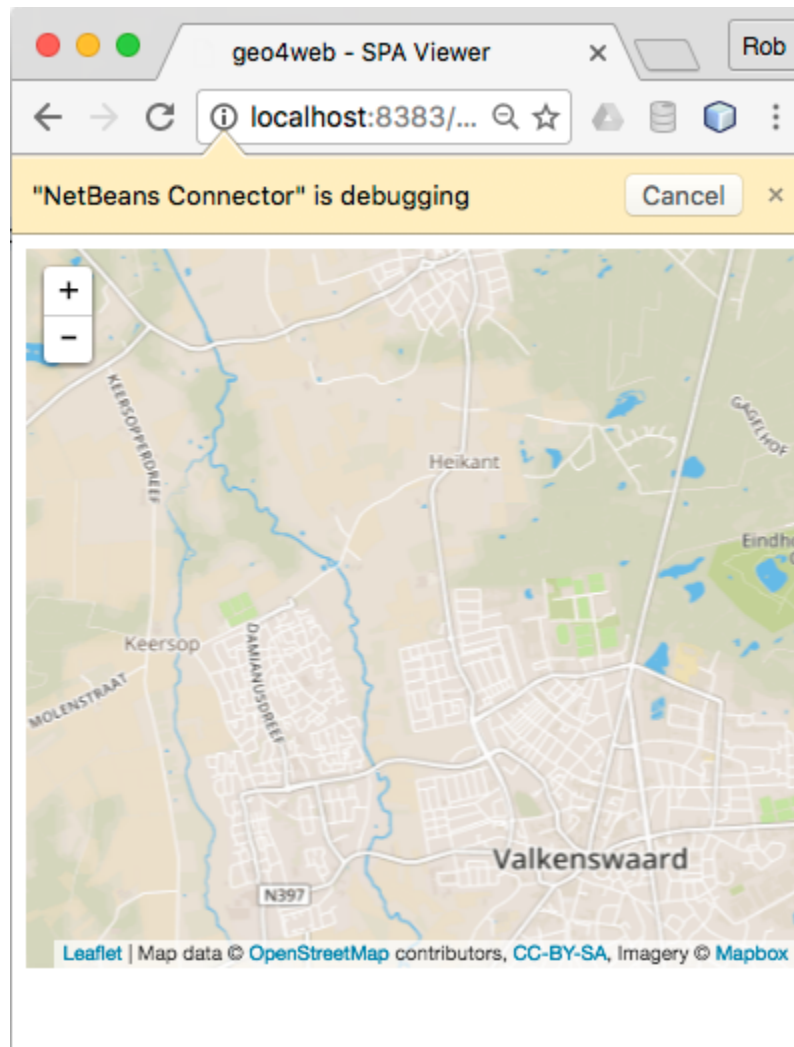 geo4web - SPA Viewer
Rob
localhost:8383/...
"NetBeans Connector" is debugging
Cancel
+
-
KEERSOPPERDREEF
GAGELHOF
Heikant
Eindh
Keersop
DAMIANUSDREEF
MOLENSTRAAT
Valkenswaard
N397
Leaflet | Map data © OpenStreetMap contributors, CC-BY-SA, Imagery © Mapbox